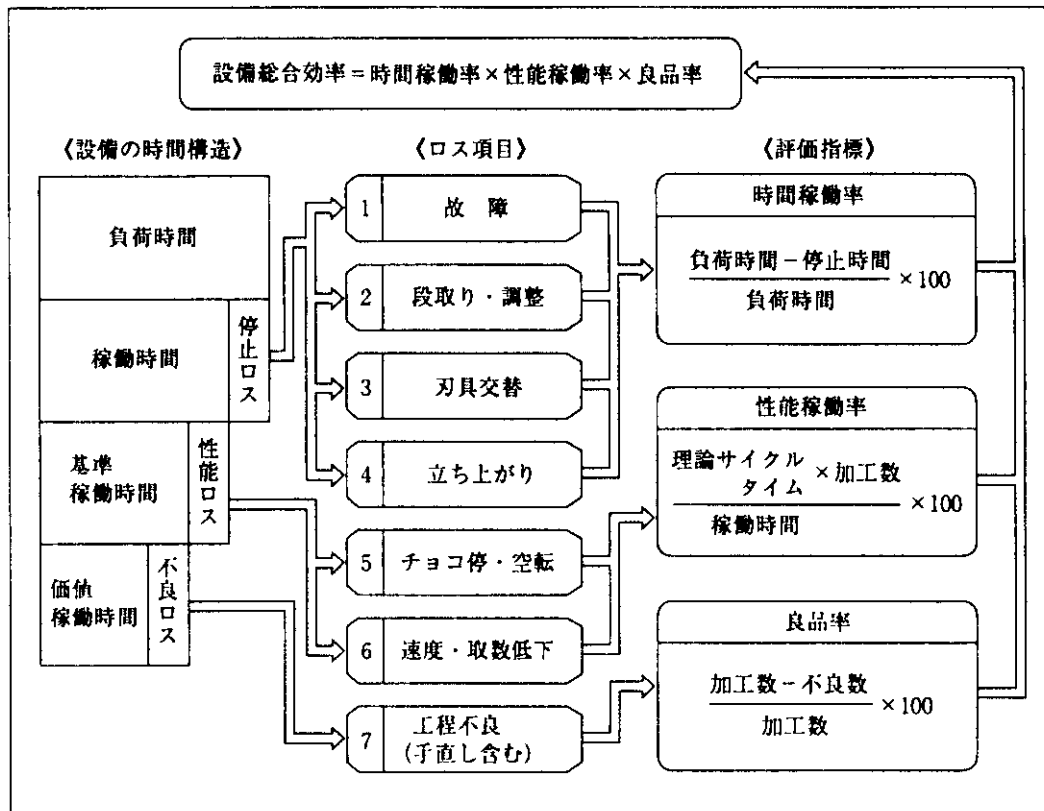 設備総合効率＝時間稼働率×性能稼働率×良品率
《設備の時間構造》
負荷時間
稼働時間
停止ロス
基準
稼働時間
性能ロス
価値
稼働時間
不良ロス
《ロス項目》
1 故 障
2 段取り・調整
3 刃具交替
4 立ち上がり
5 チョコ停・空転
6 速度・取数低下
7 工程不良
(手直し含む)
《評価指標》
時間稼働率
負荷時間－停止時間
負荷時間
×100
性能稼働率
理論サイクル
タイム
×加工数
稼働時間
×100
良品率
加工数－不良数
加工数
×100